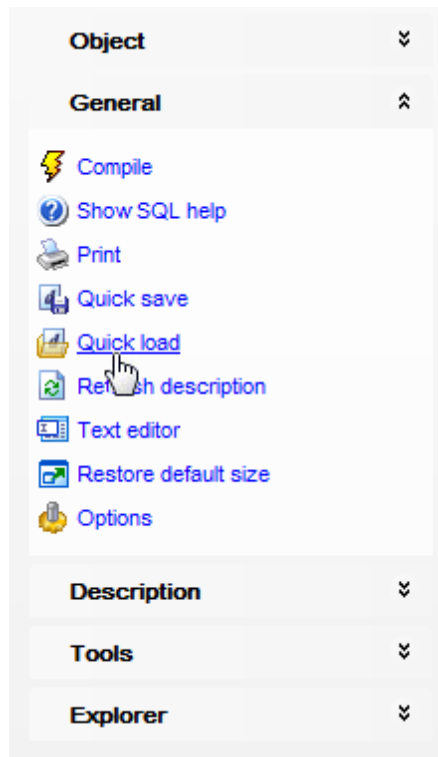 Object
General
Compile
Show SQL help
Print
Quick save
Quick load
Refresh description
Text editor
Restore default size
Options
Description
Tools
Explorer